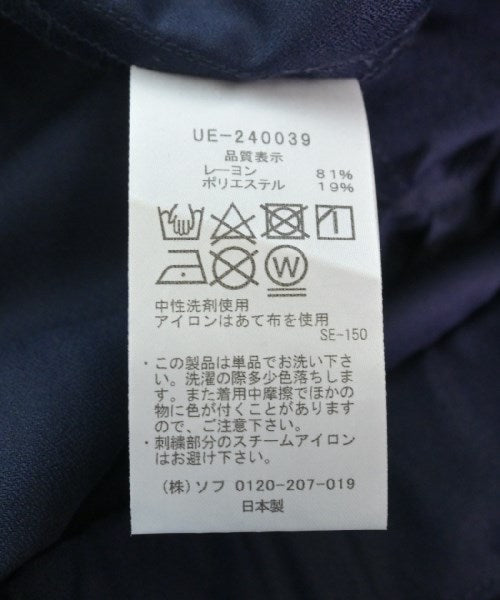 UE-240039
品質表示
レーヨン 81%
ポリエステル 19%
W
中性洗剤使用
アイロンはあて布を使用
SE-150
・この製品は単品でお洗い下さ
い。洗濯の際多少色落ちしま
す。また着用中摩擦でほかの
物に色が付くことがあります
ので、ご注意下さい。
・刺繍部分のスチームアイロン
はお避け下さい。
(株)ソフ 0120-207-019
日本製